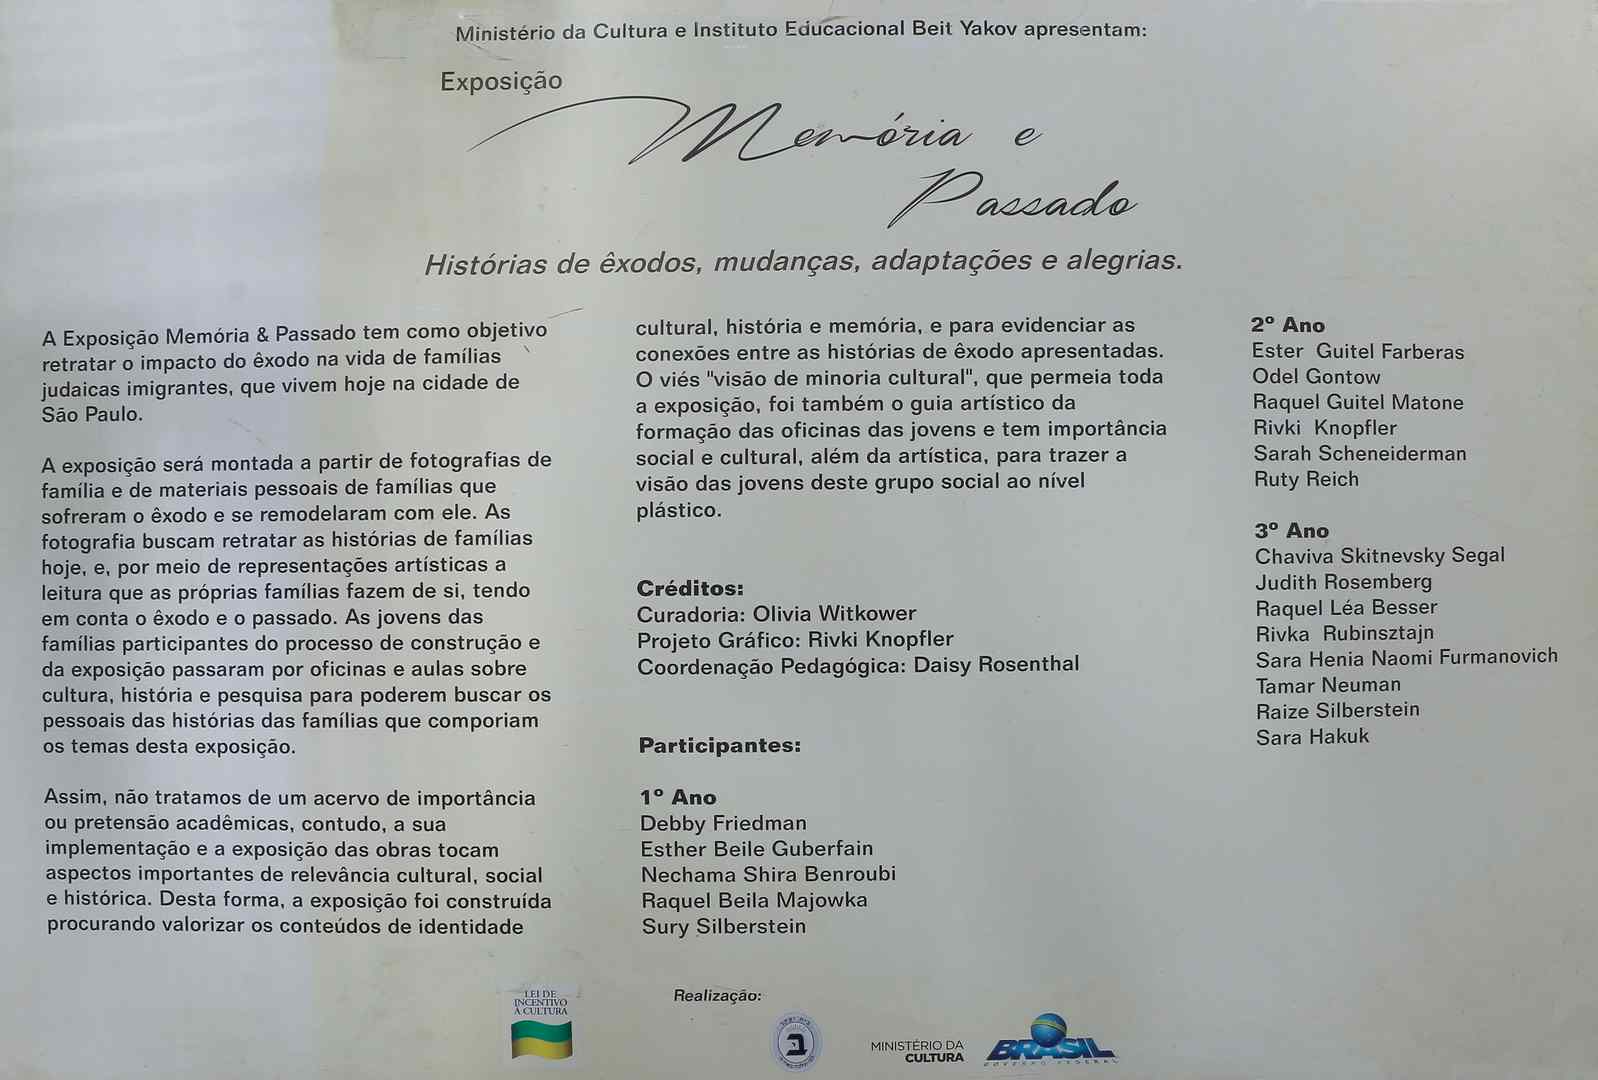 Ministério da Cultura e Instituto Educacional Beit Yakov apresentam:
Exposição
Memória e
Passado
Histórias de êxodos, mudanças, adaptações e alegrias.
A Exposição Memória & Passado tem como objetivo
retratar o impacto do êxodo na vida de famílias
judaicas imigrantes, que vivem hoje na cidade de
São Paulo.
A exposição será montada a partir de fotografias de
família e de materiais pessoais de famílias que
sofreram o êxodo e se remodelaram com ele. As
fotografia buscam retratar as histórias de famílias
hoje, e, por meio de representações artísticas a
leitura que as próprias famílias fazem de si, tendo
em conta o êxodo e o passado. As jovens das
famílias participantes do processo de construção e
da exposição passaram por oficinas e aulas sobre
cultura, história e pesquisa para poderem buscar os
pessoais das histórias das famílias que comporiam
os temas desta exposição.
Assim, não tratamos de um acervo de importância
ou pretensão acadêmicas, contudo, a sua
implementação e a exposição das obras tocam
aspectos importantes de relevância cultural, social
e histórica. Desta forma, a exposição foi construída
procurando valorizar os conteúdos de identidade
cultural, história e memória, e para evidenciar as
conexões entre as histórias de êxodo apresentadas.
O viés "visão de minoria cultural", que permeia toda
a exposição, foi também o guia artístico da
formação das oficinas das jovens e tem importância
social e cultural, além da artística, para trazer a
visão das jovens deste grupo social ao nível
plástico.
Créditos:
Curadoria: Olivia Witkower
Projeto Gráfico: Rivki Knopfler
Coordenação Pedagógica: Daisy Rosenthal
Participantes:
1º Ano
Debby Friedman
Esther Beile Guberfain
Nechama Shira Benroubi
Raquel Beila Majowka
Sury Silberstein
2º Ano
Ester Guitel Farberas
Odel Gontow
Raquel Guitel Matone
Rivki Knopfler
Sarah Scheneiderman
Ruty Reich
3º Ano
Chaviva Skitnevsky Segal
Judith Rosemberg
Raquel Léa Besser
Rivka Rubinsztajn
Sara Henia Naomi Furmanovich
Tamar Neuman
Raize Silberstein
Sara Hakuk
LEI DE
INCENTIVO
À CULTURA
Realização:
ב
MINISTÉRIO DA
CULTURA
BRASIL
GOVERNO FEDERAL